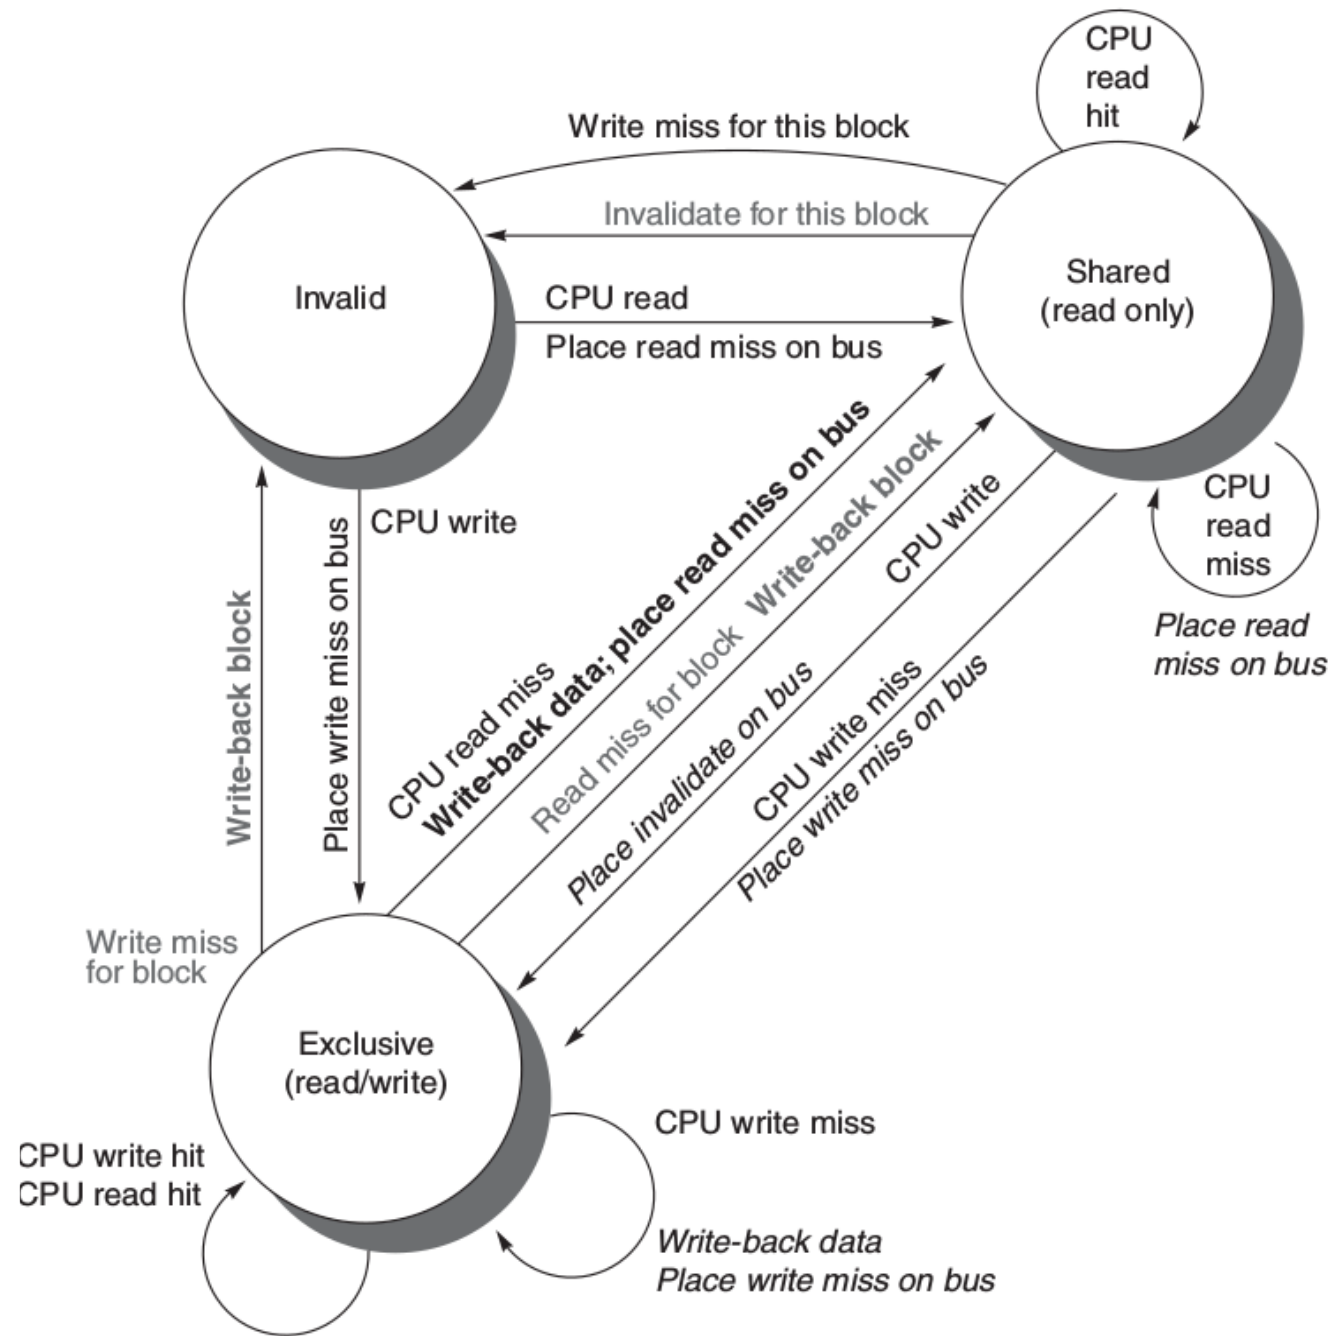 CPU
read
hit
Write miss for this block
Invalidate for this block
Invalid
Shared
(read only)
CPU read
Place read miss on bus
CPU
read
miss
Place read
miss on bus
CPU write
Place write miss on bus
Write-back block
Write miss
for block
CPU read miss
Write-back data; place read miss on bus
Read miss for block Write-back block
CPU write
Place invalidate on bus
CPU write miss
Place write miss on bus
Exclusive
(read/write)
CPU write hit
CPU read hit
CPU write miss
Write-back data
Place write miss on bus